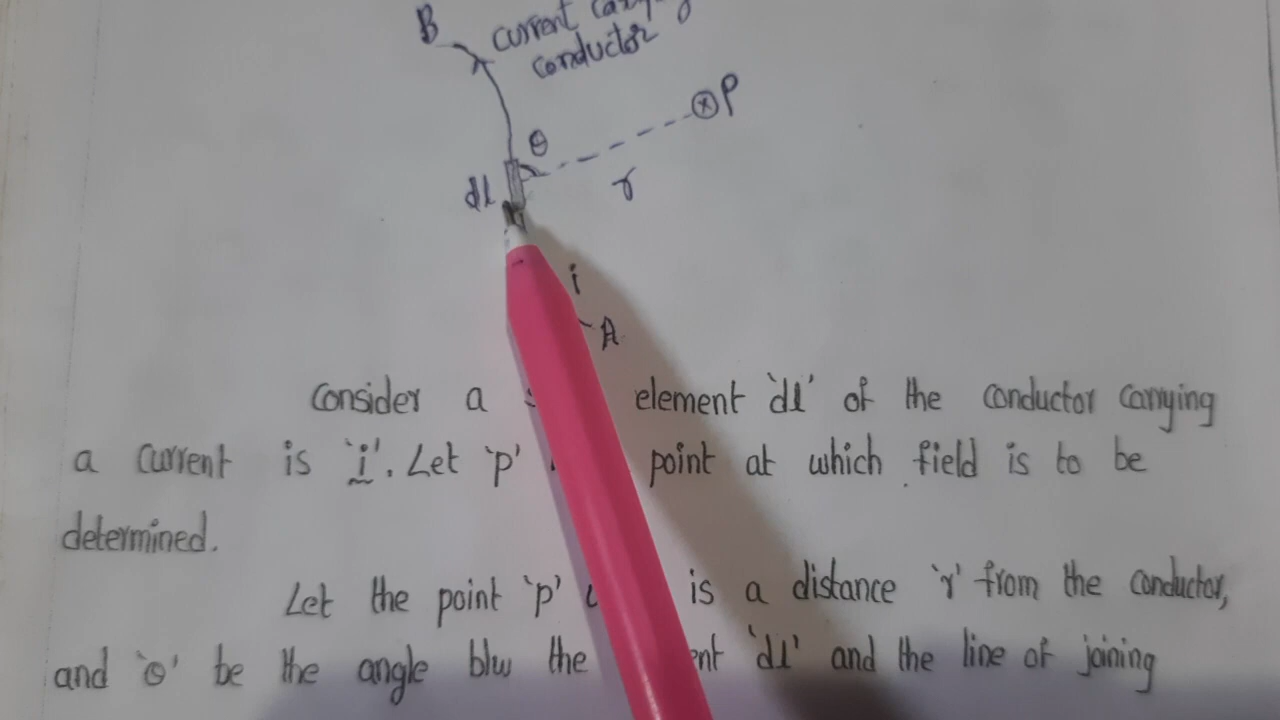 B current
conductor
P
θ
dl
r
i
A
Consider a element 'dl' of the conductor carrying
a current is 'i'. Let 'p' point at which field is to be
determined.
Let the point 'p' is a distance 'r' from the conductor,
and 'θ' be the angle b/w the 'dl' and the line of joining